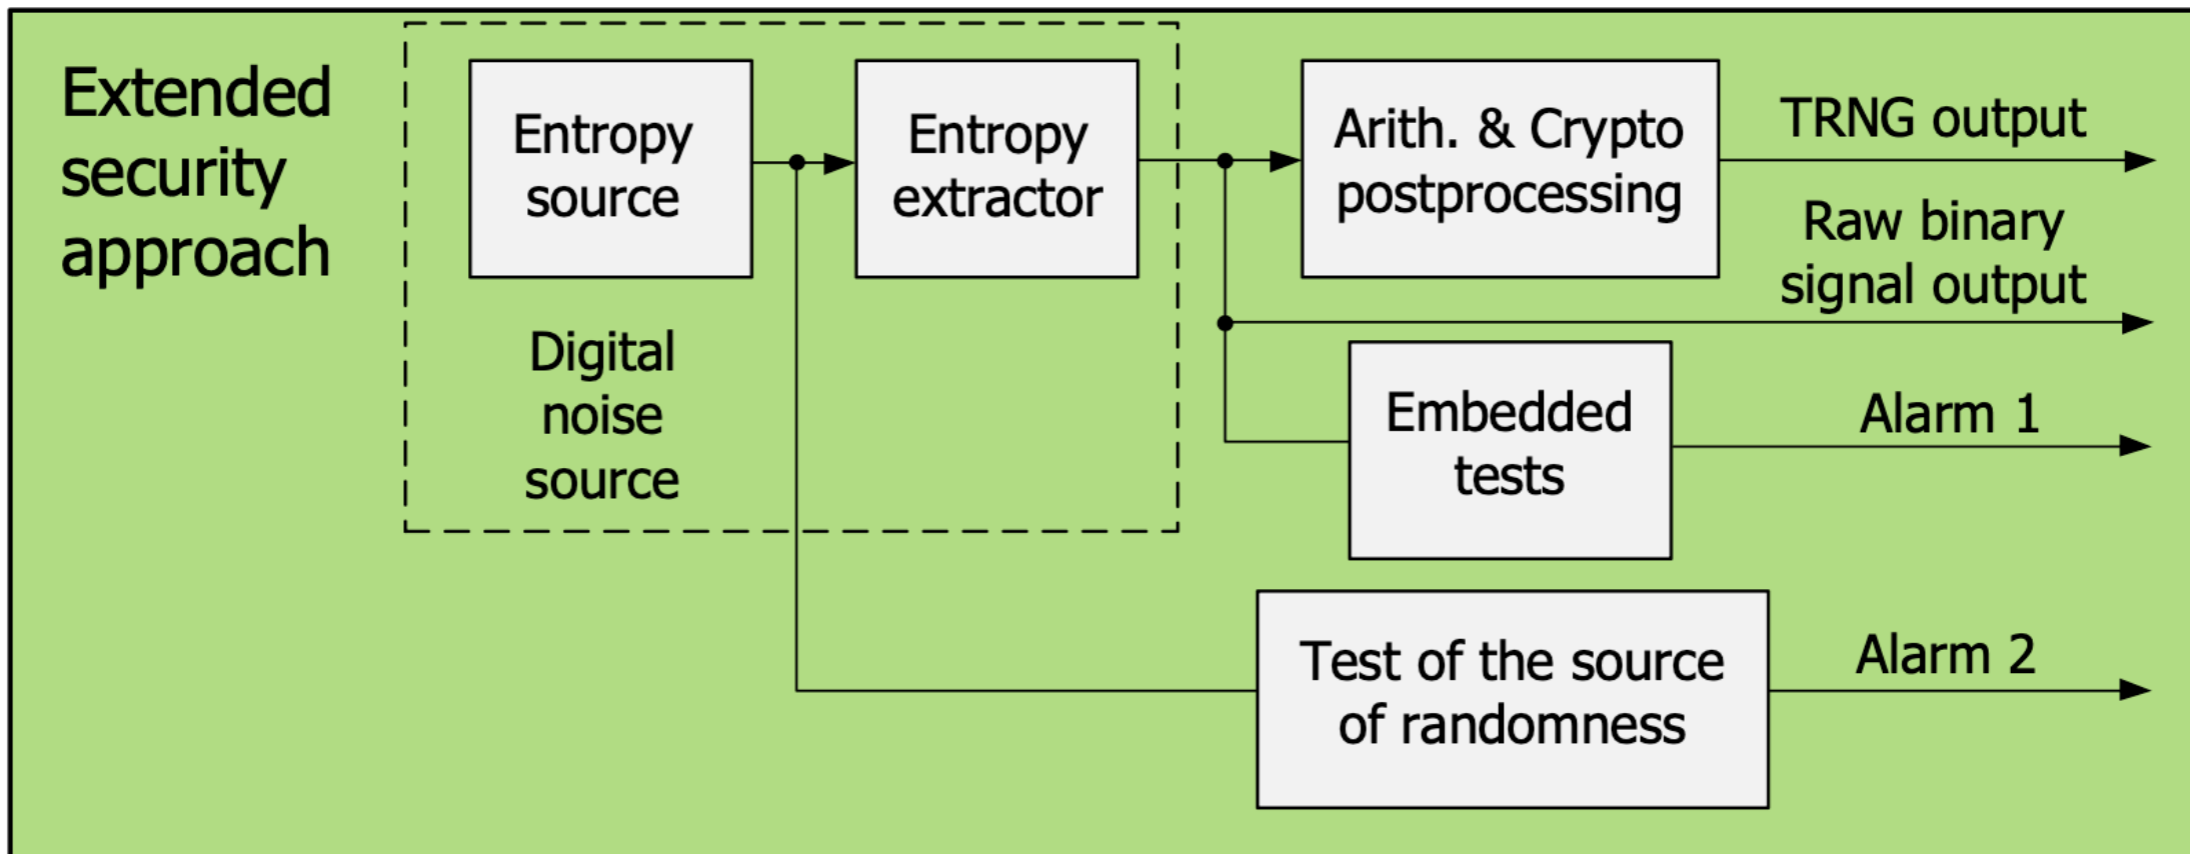 Extended
security
approach
Entropy
source
Entropy
extractor
Arith. & Crypto
postprocessing
TRNG output
Raw binary
signal output
Digital
noise
source
Embedded
tests
Alarm 1
Test of the source
of randomness
Alarm 2